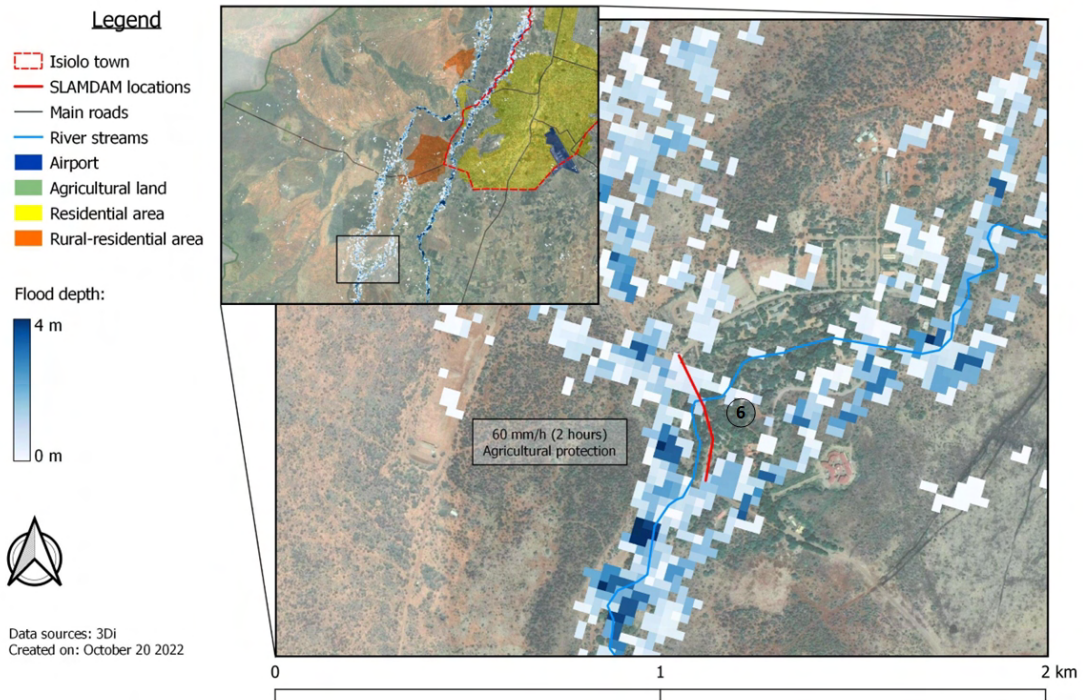 Legend
Isiolo town
SLAMDAM locations
Main roads
River streams
Airport
Agricultural land
Residential area
Rural-residential area
Flood depth:
4 m
0 m
60 mm/h (2 hours)
Agricultural protection
6
Data sources: 3Di
Created on: October 20 2022
0 1 2 km